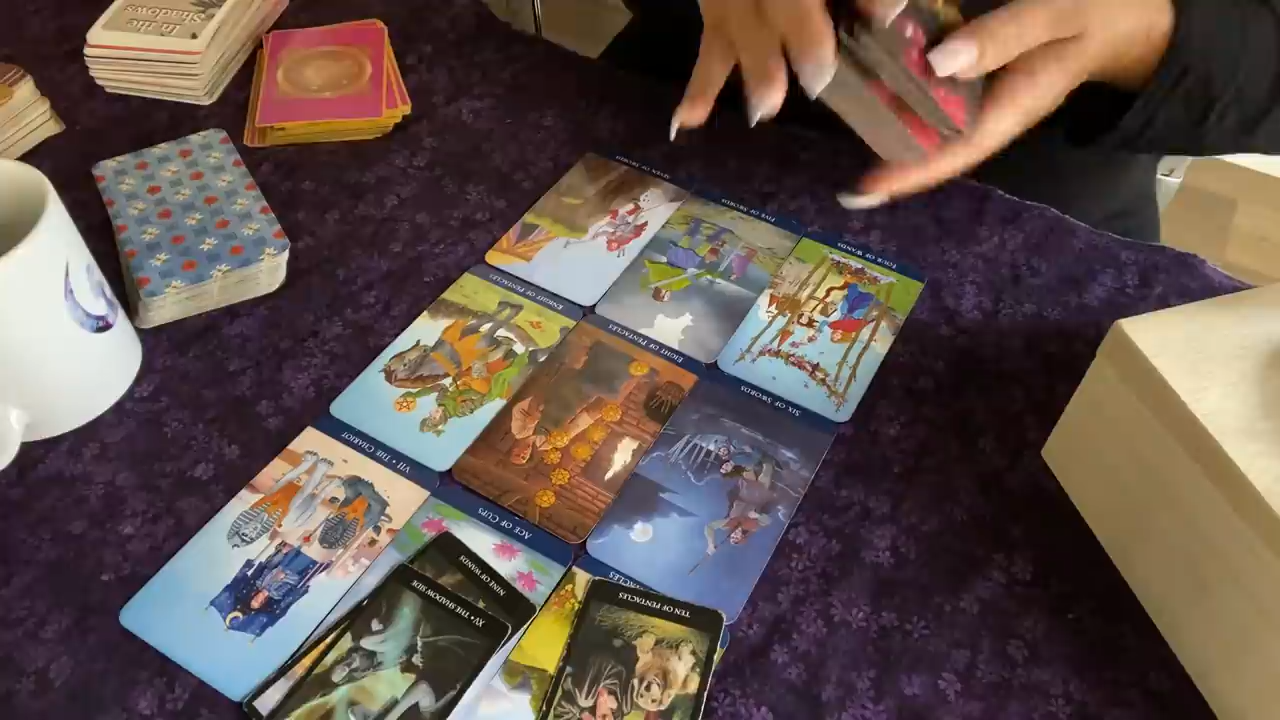 In the
Shadows
SEVEN OF SWORDS
FIVE OF SWORDS
FOUR OF WANDS
KNIGHT OF PENTACLES
EIGHT OF PENTACLES
SIX OF SWORDS
VII • THE CHARIOT
ACE OF CUPS
NINE OF WANDS
XV • THE SHADOW SIDE
TACLES
TEN OF PENTACLES